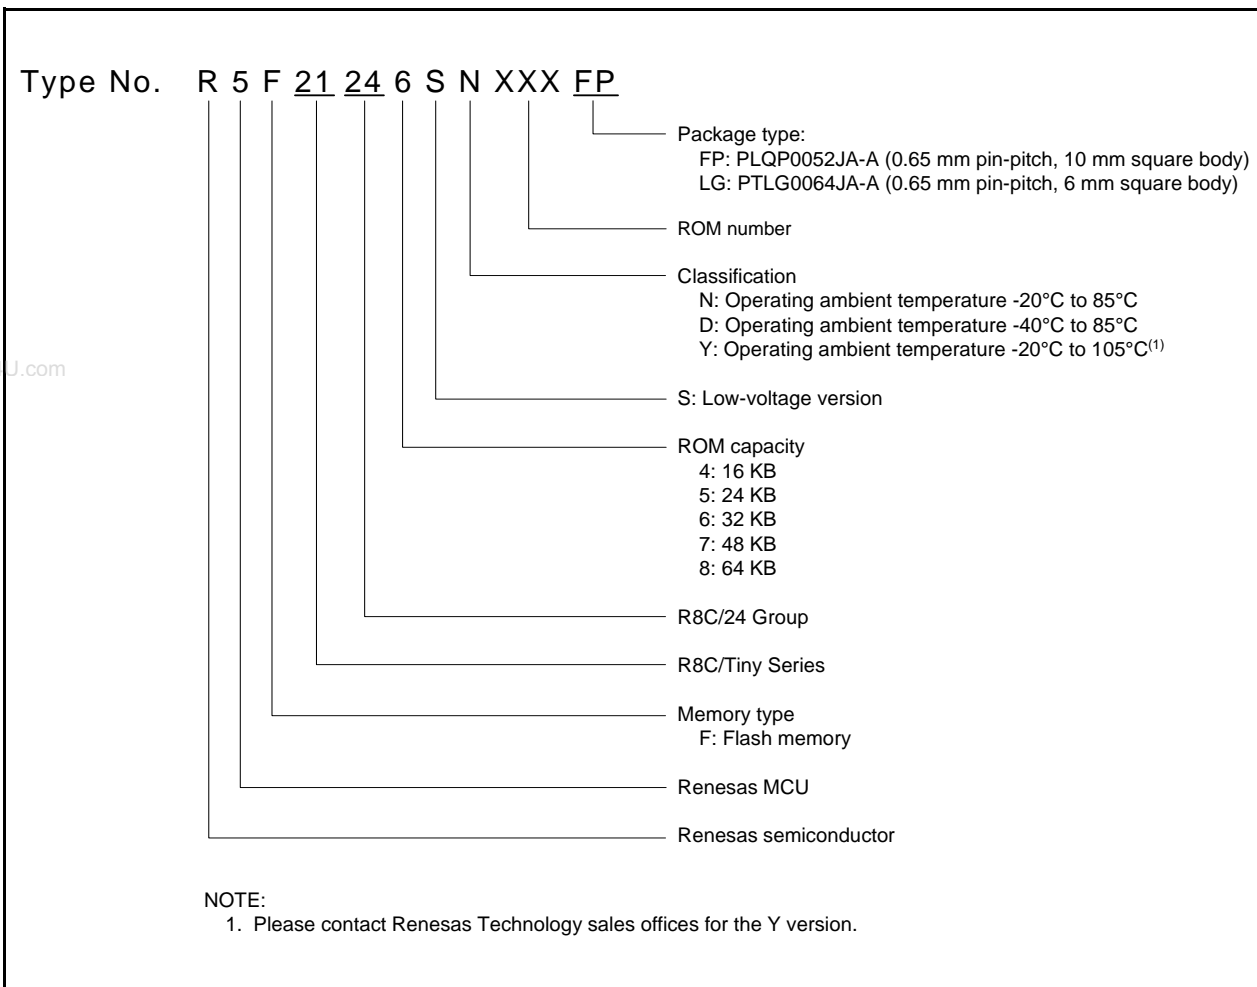 Type No. R 5 F 21 24 6 S N XXX FP
Package type:
FP: PLQP0052JA-A (0.65 mm pin-pitch, 10 mm square body)
LG: PTLG0064JA-A (0.65 mm pin-pitch, 6 mm square body)
ROM number
Classification
N: Operating ambient temperature -20°C to 85°C
D: Operating ambient temperature -40°C to 85°C
Y: Operating ambient temperature -20°C to 105°C(1)
U.com
S: Low-voltage version
ROM capacity
4: 16 KB
5: 24 KB
6: 32 KB
7: 48 KB
8: 64 KB
R8C/24 Group
R8C/Tiny Series
Memory type
F: Flash memory
Renesas MCU
Renesas semiconductor
NOTE:
1. Please contact Renesas Technology sales offices for the Y version.